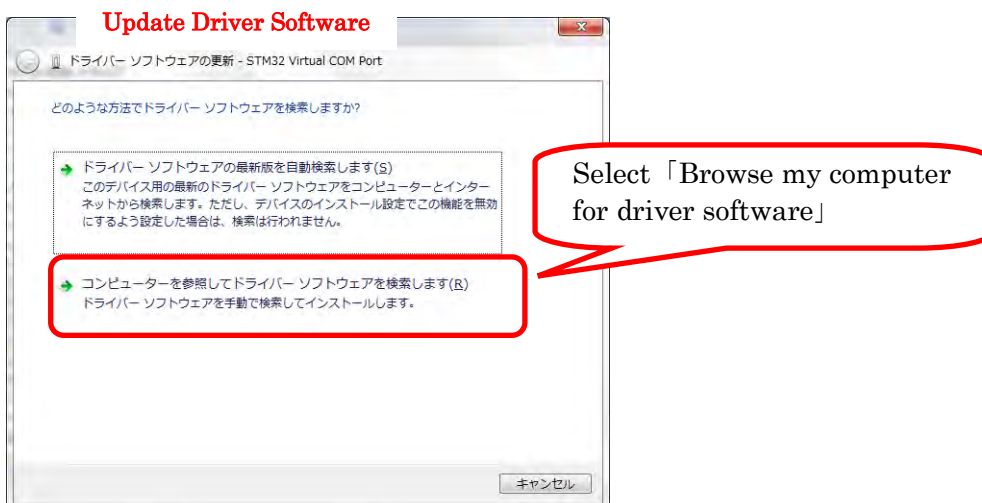 Update Driver Software
ドライバー ソフトウェアの更新 - STM32 Virtual COM Port
どのような方法でドライバー ソフトウェアを検索しますか?
ドライバー ソフトウェアの最新版を自動検索します(S)
このデバイス用の最新のドライバー ソフトウェアをコンピューターとインター
ネットから検索します。ただし、デバイスのインストール設定でこの機能を無効
にするよう設定した場合は、検索は行われません。
Select「Browse my computer
for driver software」
コンピューターを参照してドライバー ソフトウェアを検索します(R)
ドライバー ソフトウェアを手動で検索してインストールします。
キャンセル